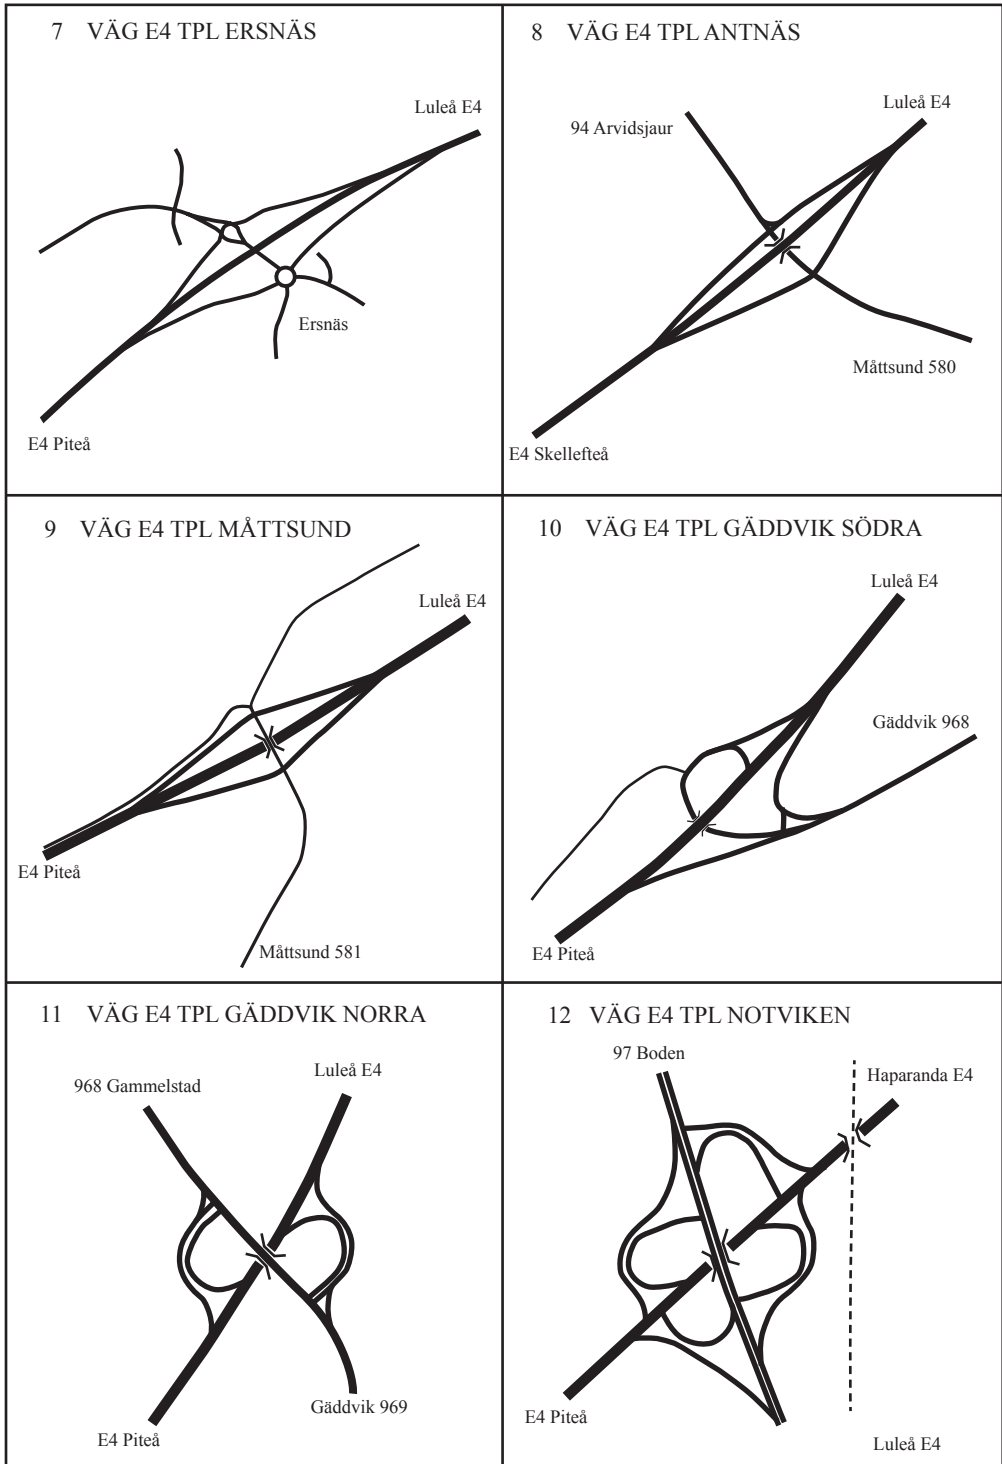 7 VÄG E4 TPL ERSNÄS
Luleå E4
Ersnäs
E4 Piteå
8 VÄG E4 TPL ANTNÄS
Luleå E4
94 Arvidsjaur
Måttsund 580
E4 Skellefteå
9 VÄG E4 TPL MÅTTSUND
Luleå E4
E4 Piteå
Måttsund 581
10 VÄG E4 TPL GÄDDVIK SÖDRA
Luleå E4
Gäddvik 968
E4 Piteå
11 VÄG E4 TPL GÄDDVIK NORRA
Luleå E4
968 Gammelstad
Gäddvik 969
E4 Piteå
12 VÄG E4 TPL NOTVIKEN
97 Boden
Haparanda E4
E4 Piteå
Luleå E4